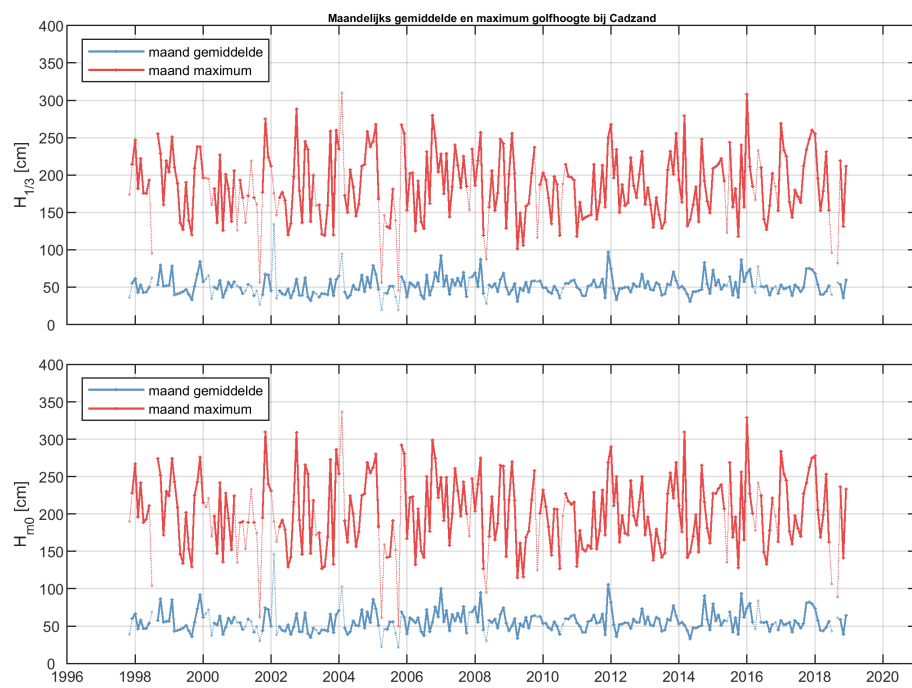 Maandelijks gemiddelde en maximum golfhoogte bij Cadzand
400
350
300
250
200
150
100
50
0
H1/3 [cm]
maand gemiddelde
maand maximum
400
350
300
250
200
150
100
50
0
Hm0 [cm]
maand gemiddelde
maand maximum
1996 1998 2000 2002 2004 2006 2008 2010 2012 2014 2016 2018 2020